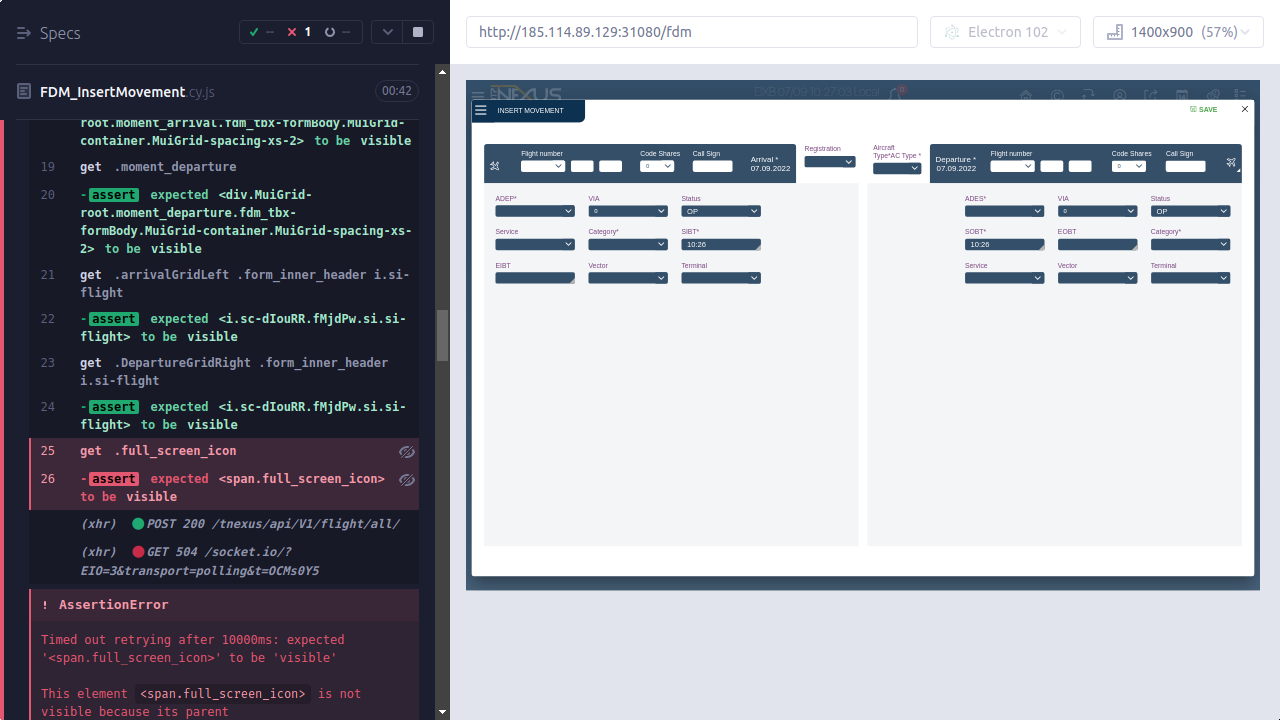 Specs
✓ -- ✕ 1 --
FDM_InsertMovement.cy.js 00:42
root.moment_arrival.fdm_tbx-formBody.MuiGrid-
container.MuiGrid-spacing-xs-2> to be visible
19 get .moment_departure
20 -assert expected <div.MuiGrid-
root.moment_departure.fdm_tbx-
formBody.MuiGrid-container.MuiGrid-spacing-xs-
2> to be visible
21 get .arrivalGridLeft .form_inner_header i.si-
flight
22 -assert expected <i.sc-dIouRR.fMjdPw.si.si-
flight> to be visible
23 get .DepartureGridRight .form_inner_header
i.si-flight
24 -assert expected <i.sc-dIouRR.fMjdPw.si.si-
flight> to be visible
25 get .full_screen_icon
26 -assert expected <span.full_screen_icon>
to be visible
(xhr) POST 200 /tnexus/api/V1/flight/all/
(xhr) GET 504 /socket.io/?
EIO=3&transport=polling&t=OCMs0Y5
! AssertionError
Timed out retrying after 10000ms: expected
'<span.full_screen_icon>' to be 'visible'
This element <span.full_screen_icon> is not
visible because its parent
http://185.114.89.129:31080/fdm
Electron 102
1400x900 (57%)
NEXUS
DXB 07/09 10:27:03 Local
0
INSERT MOVEMENT
SAVE
Flight number Code Shares Call Sign
0
Arrival *
07.09.2022
Registration
Aircraft
Type*AC Type *
Departure *
07.09.2022
Flight number Code Shares Call Sign
0
ADEP* VIA Status
0 OP
Service Category* SIBT*
10:26
EIBT Vector Terminal
ADES* VIA Status
0 OP
SOBT* EOBT Category*
10:26
Service Vector Terminal